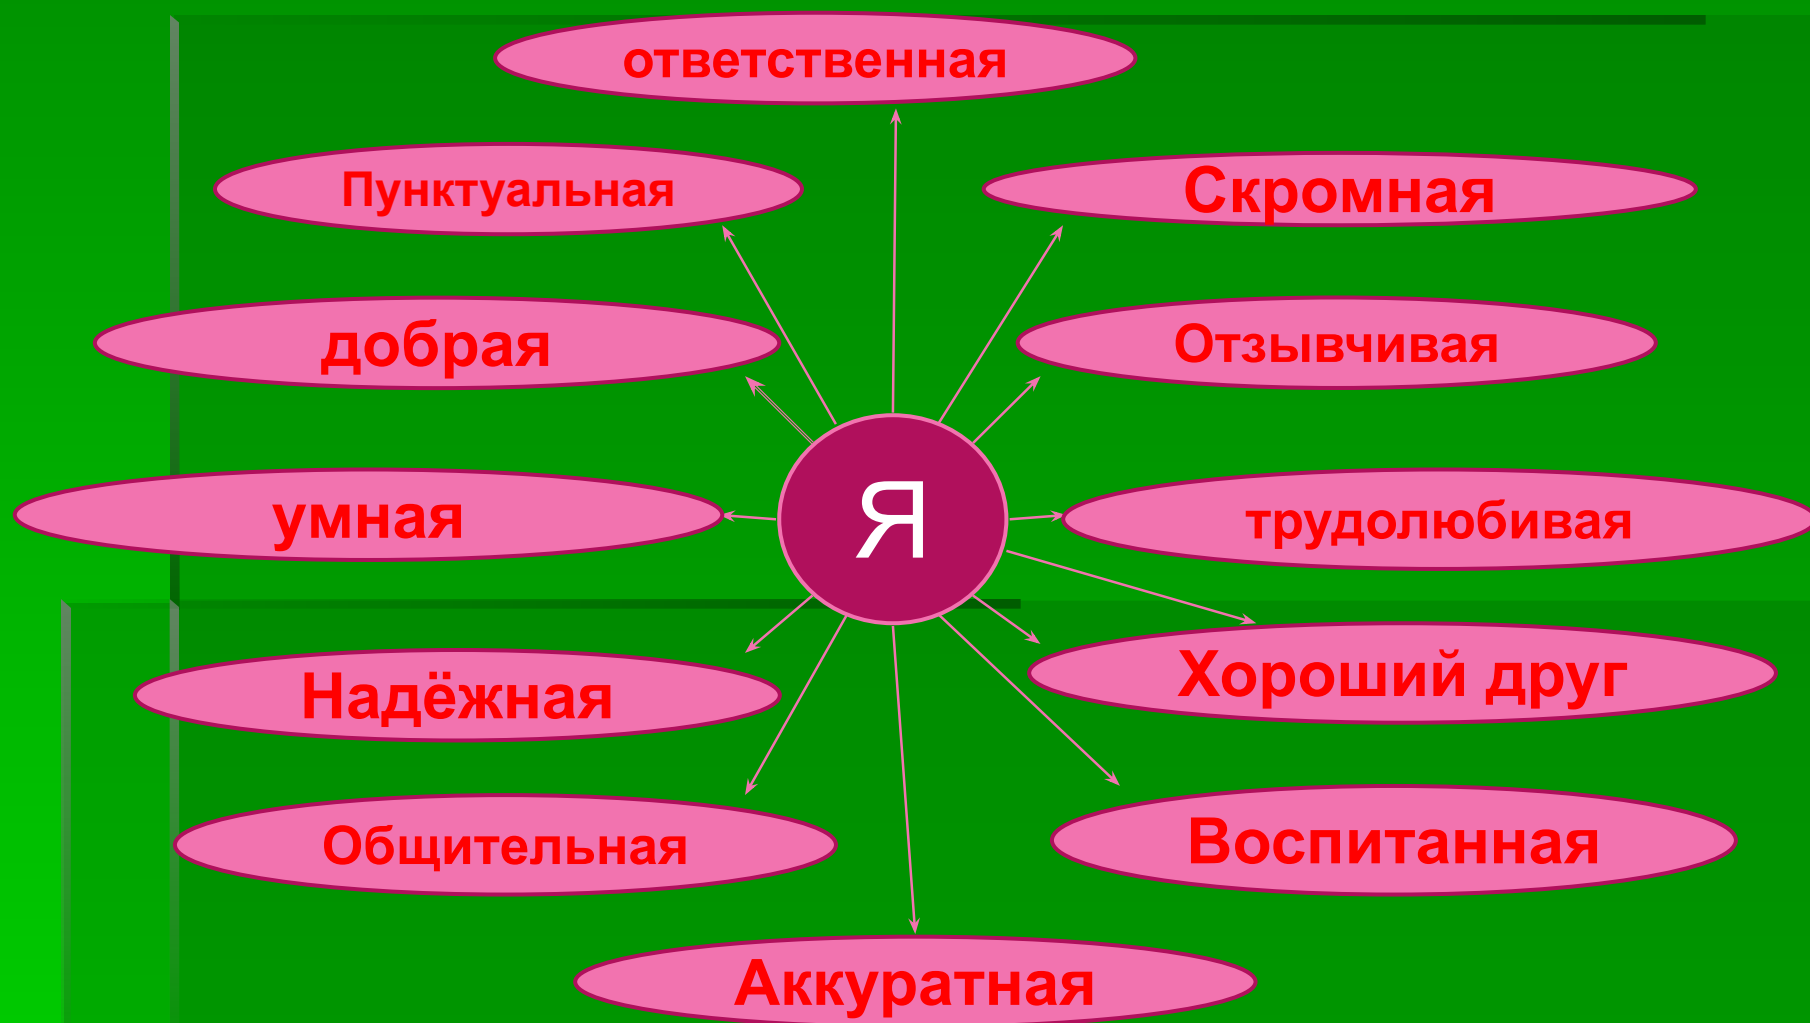 ответственная
Пунктуальная
Скромная
добрая
Отзывчивая
Я
умная
трудолюбивая
Надёжная
Хороший друг
Общительная
Воспитанная
Аккуратная